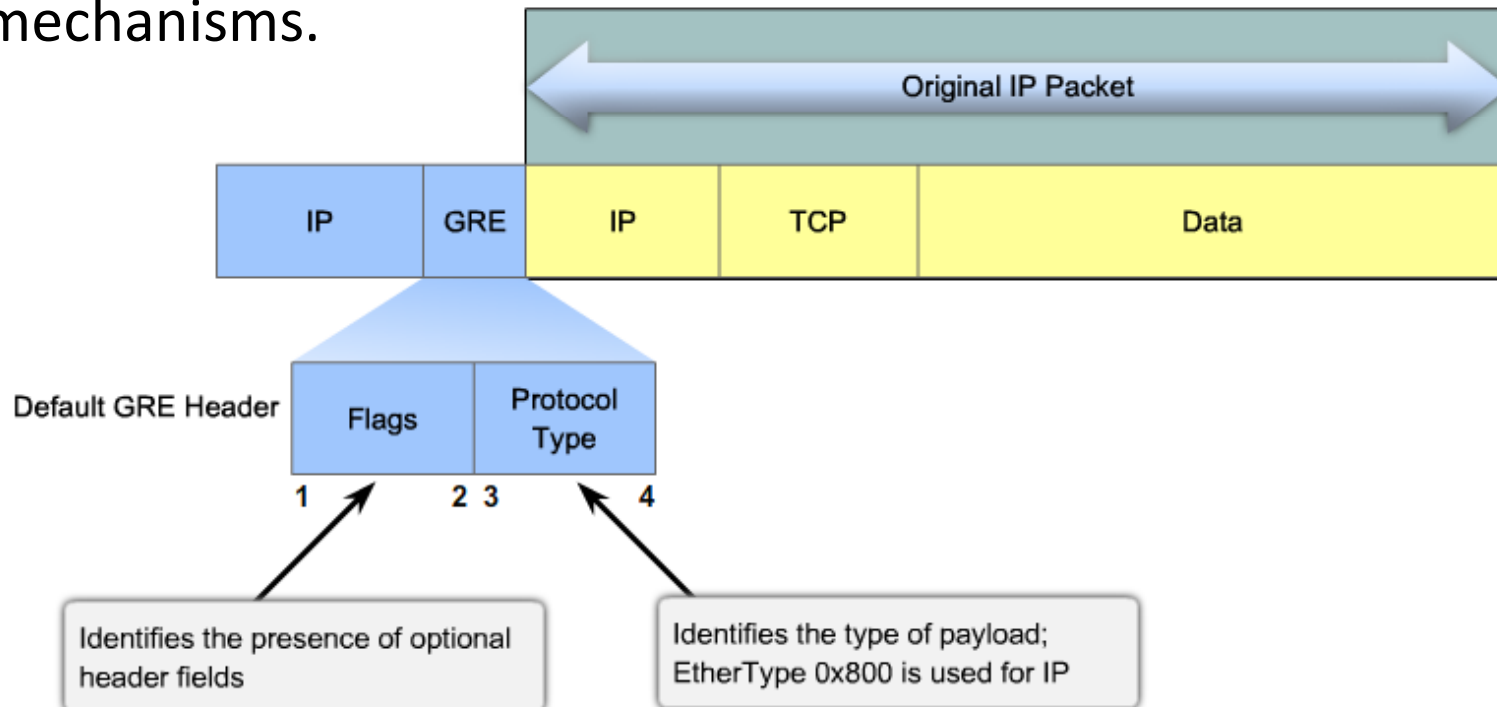 mechanisms.
Original IP Packet
IP
GRE
IP
TCP
Data
Default GRE Header
Flags
Protocol
Type
1
2
3
4
Identifies the presence of optional
header fields
Identifies the type of payload;
EtherType 0x800 is used for IP